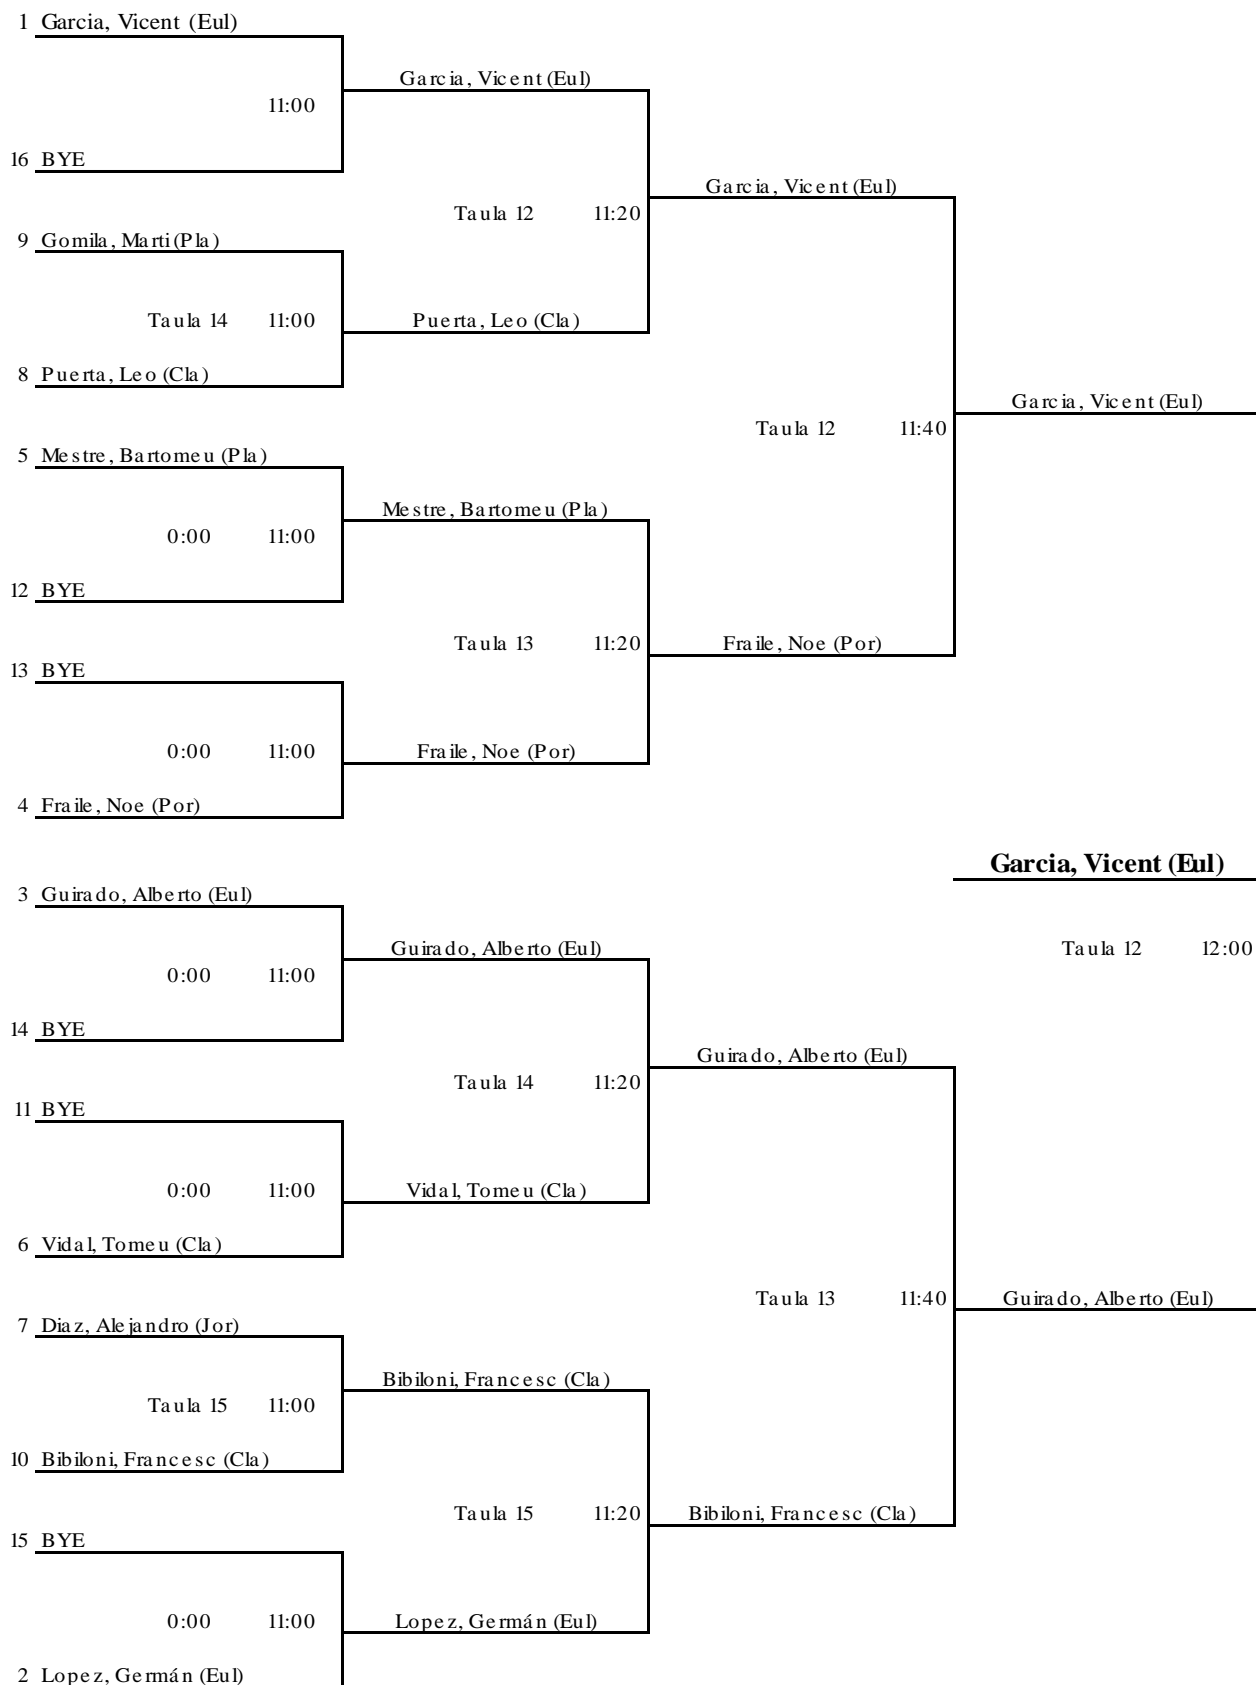 1 Garcia, Vicent (Eul)
Garcia, Vicent (Eul)
11:00
16 BYE
Garcia, Vicent (Eul)
Taula 12 11:20
9 Gomila, Marti (Pla)
Taula 14 11:00
Puerta, Leo (Cla)
8 Puerta, Leo (Cla)
Garcia, Vicent (Eul)
Taula 12 11:40
5 Mestre, Bartomeu (Pla)
Mestre, Bartomeu (Pla)
0:00 11:00
12 BYE
Taula 13 11:20
Fraile, Noe (Por)
13 BYE
0:00 11:00
Fraile, Noe (Por)
4 Fraile, Noe (Por)
Garcia, Vicent (Eul)
3 Guirado, Alberto (Eul)
Guirado, Alberto (Eul)
Taula 12 12:00
0:00 11:00
14 BYE
Guirado, Alberto (Eul)
Taula 14 11:20
11 BYE
0:00 11:00
Vidal, Tomeu (Cla)
6 Vidal, Tomeu (Cla)
Taula 13 11:40
Guirado, Alberto (Eul)
7 Diaz, Alejandro (Jor)
Bibiloni, Francesc (Cla)
Taula 15 11:00
10 Bibiloni, Francesc (Cla)
Taula 15 11:20
Bibiloni, Francesc (Cla)
15 BYE
0:00 11:00
Lopez, Germán (Eul)
2 Lopez, Germán (Eul)